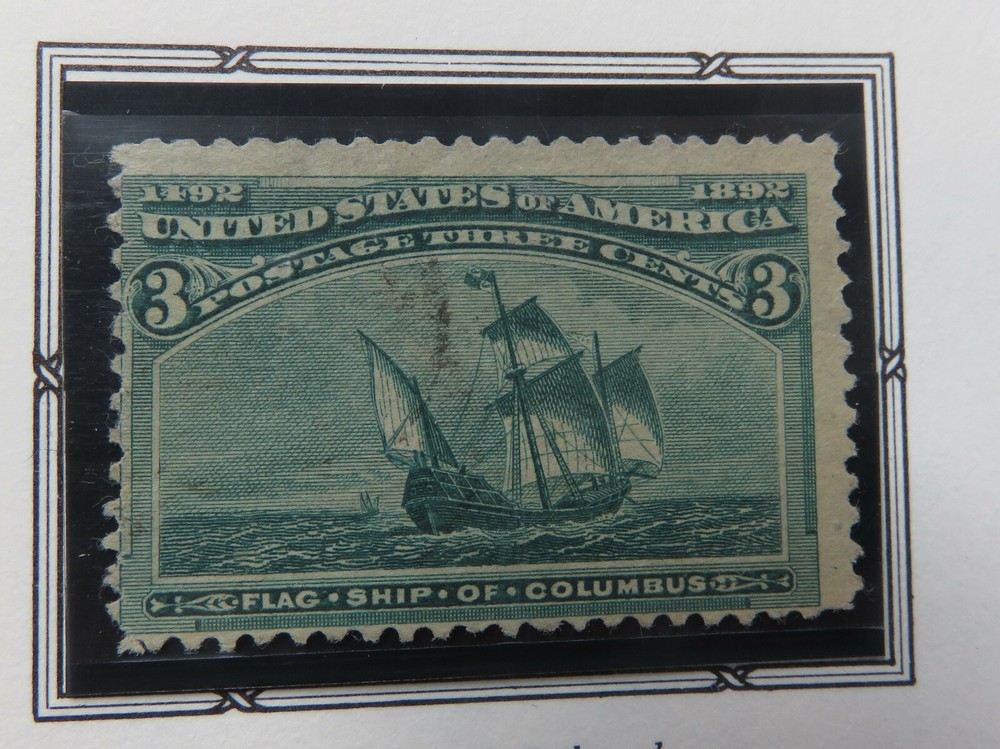 1492 1892
UNITED STATES OF AMERICA
POSTAGE THREE CENTS
3 3
FLAG · SHIP · OF · COLUMBUS